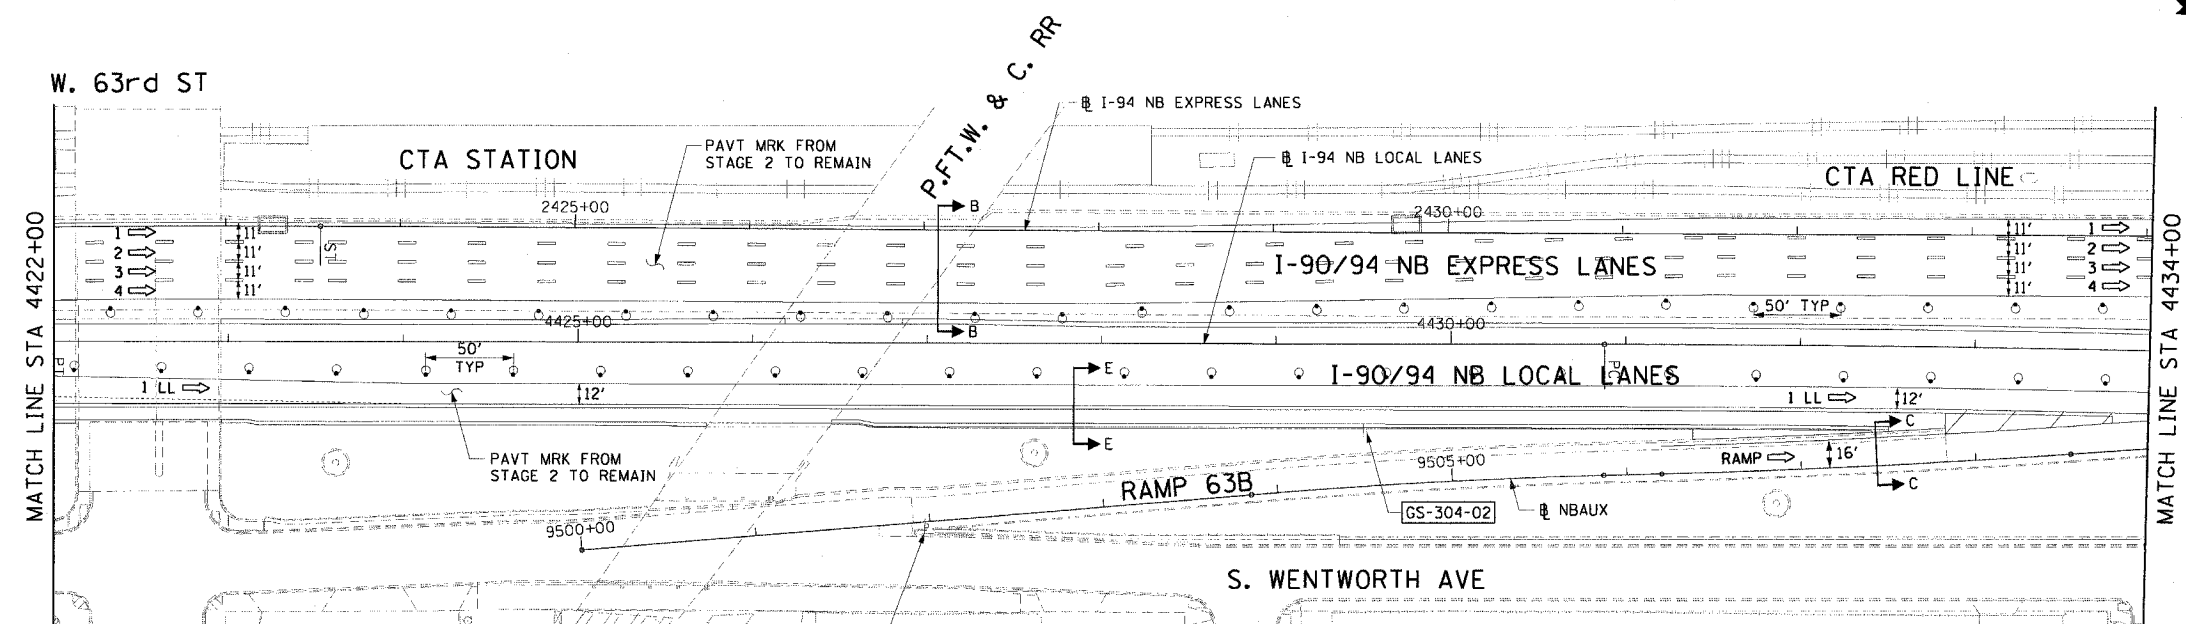 W. 63rd ST
P.FT.W. & C. RR
℄ I-94 NB EXPRESS LANES
CTA STATION
PAVT MRK FROM
STAGE 2 TO REMAIN
℄ I-94 NB LOCAL LANES
CTA RED LINE
MATCH LINE STA 4422+00
MATCH LINE STA 4434+00
2425+00
B
2430+00
1
2
3
4
11'
11'
11'
11'
I-90/94 NB EXPRESS LANES
11'
11'
11'
11'
1
2
3
4
4425+00
B
4430+00
50' TYP
50'
TYP
PT
1 LL
12'
E
I-90/94 NB LOCAL LANES
PC
1 LL
12'
C
E
PAVT MRK FROM
STAGE 2 TO REMAIN
9505+00
RAMP
16'
C
RAMP 63B
GS-304-02
NBAUX
9500+00
S. WENTWORTH AVE